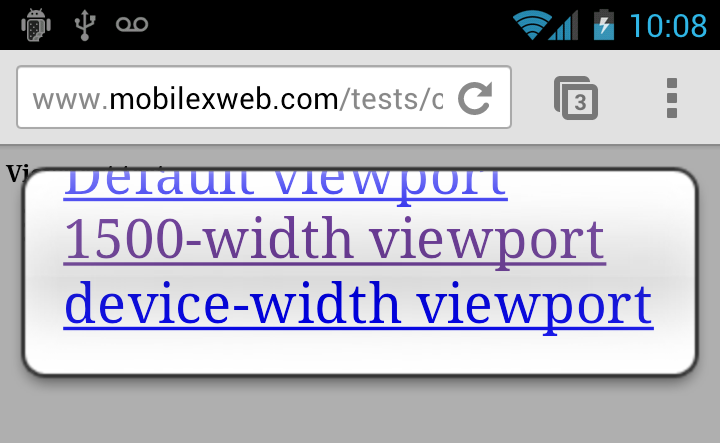 10:08
www.mobilexweb.com/tests/c
3
Default viewport
1500-width viewport
device-width viewport